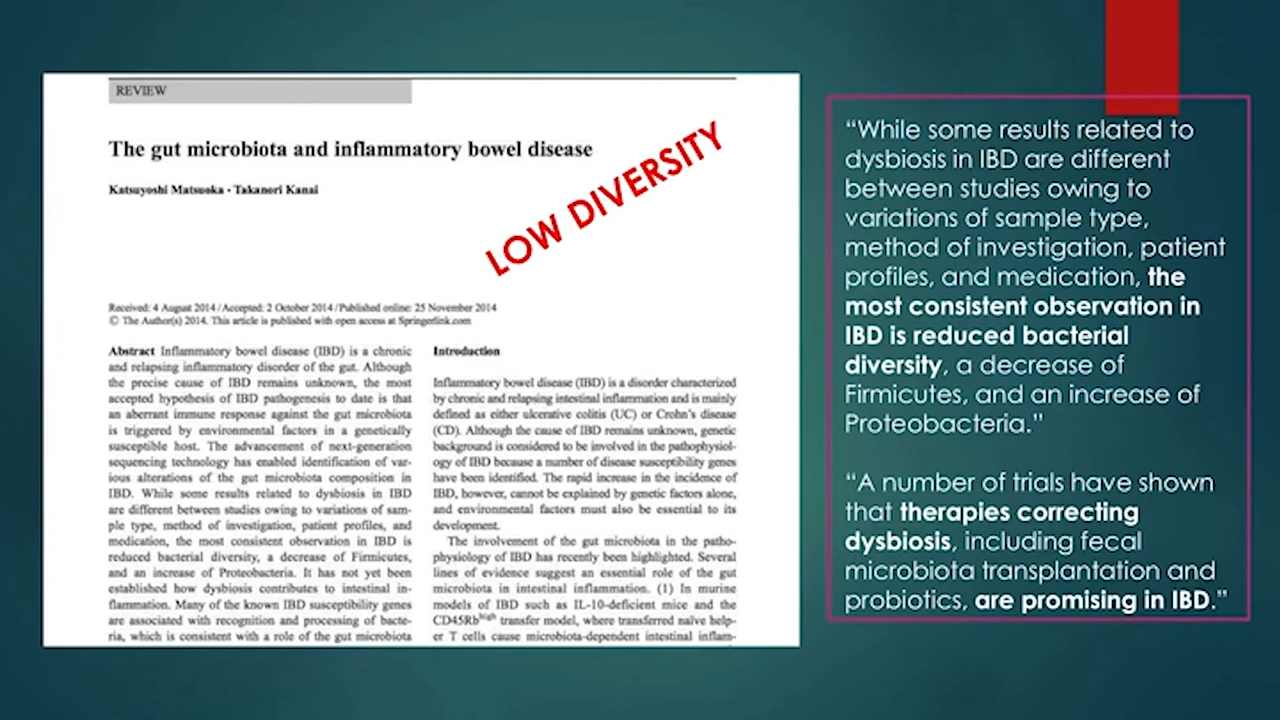 REVIEW
The gut microbiota and inflammatory bowel disease
Katsuyoshi Matsuoka · Takanori Kanai
LOW DIVERSITY
Received: 4 August 2014 / Accepted: 2 October 2014 / Published online: 25 November 2014
© The Author(s) 2014. This article is published with open access at Springerlink.com
Abstract Inflammatory bowel disease (IBD) is a chronic
and relapsing inflammatory disorder of the gut. Although
the precise cause of IBD remains unknown, the most
accepted hypothesis of IBD pathogenesis to date is that
an aberrant immune response against the gut microbiota
is triggered by environmental factors in a genetically
susceptible host. The advancement of next-generation
sequencing technology has enabled identification of var-
ious alterations of the gut microbiota composition in
IBD. While some results related to dysbiosis in IBD
are different between studies owing to variations of sam-
ple type, method of investigation, patient profiles, and
medication, the most consistent observation in IBD is
reduced bacterial diversity, a decrease of Firmicutes,
and an increase of Proteobacteria. It has not yet been
established how dysbiosis contributes to intestinal in-
flammation. Many of the known IBD susceptibility genes
are associated with recognition and processing of bacte-
ria, which is consistent with a role of the gut microbiota
Introduction
Inflammatory bowel disease (IBD) is a disorder characterized
by chronic and relapsing intestinal inflammation and is mainly
defined as either ulcerative colitis (UC) or Crohn's disease
(CD). Although the cause of IBD remains unknown, genetic
background is considered to be involved in the pathophysiol-
ogy of IBD because a number of disease susceptibility genes
have been identified. The rapid increase in the incidence of
IBD, however, cannot be explained by genetic factors alone,
and environmental factors must also be essential to its
development.
The involvement of the gut microbiota in the patho-
physiology of IBD has recently been highlighted. Several
lines of evidence suggest an essential role of the gut
microbiota in intestinal inflammation. (1) In murine
models of IBD such as IL-10-deficient mice and the
CD45Rbhigh transfer model, where transferred naïve help-
er T cells cause microbiota-dependent intestinal inflam-
“While some results related to
dysbiosis in IBD are different
between studies owing to
variations of sample type,
method of investigation, patient
profiles, and medication, the
most consistent observation in
IBD is reduced bacterial
diversity, a decrease of
Firmicutes, and an increase of
Proteobacteria.”
“A number of trials have shown
that therapies correcting
dysbiosis, including fecal
microbiota transplantation and
probiotics, are promising in IBD.”